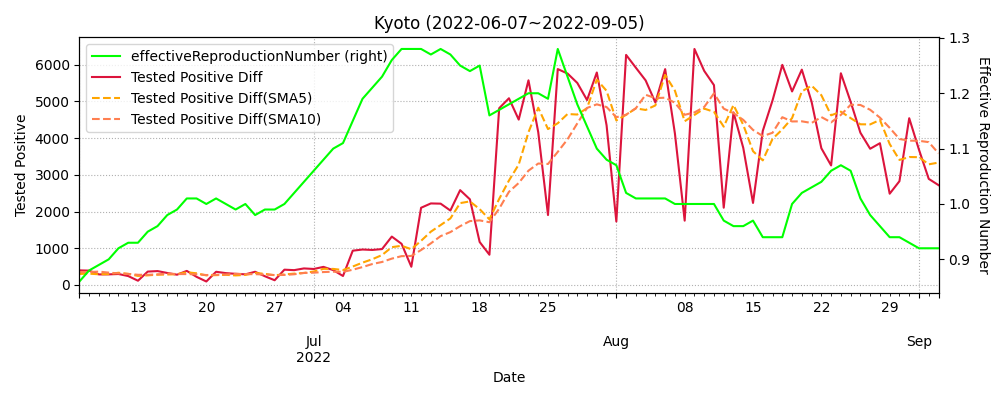 Kyoto (2022-06-07~2022-09-05)
effectiveReproductionNumber (right)
Tested Positive Diff
Tested Positive Diff(SMA5)
Tested Positive Diff(SMA10)
Tested Positive
6000
5000
4000
3000
2000
1000
0
1.3
1.2
1.1
1.0
0.9
Effective Reproduction Number
13 20 27 04 11 18 25 08 15 22 29
Jul Aug Sep
2022
Date